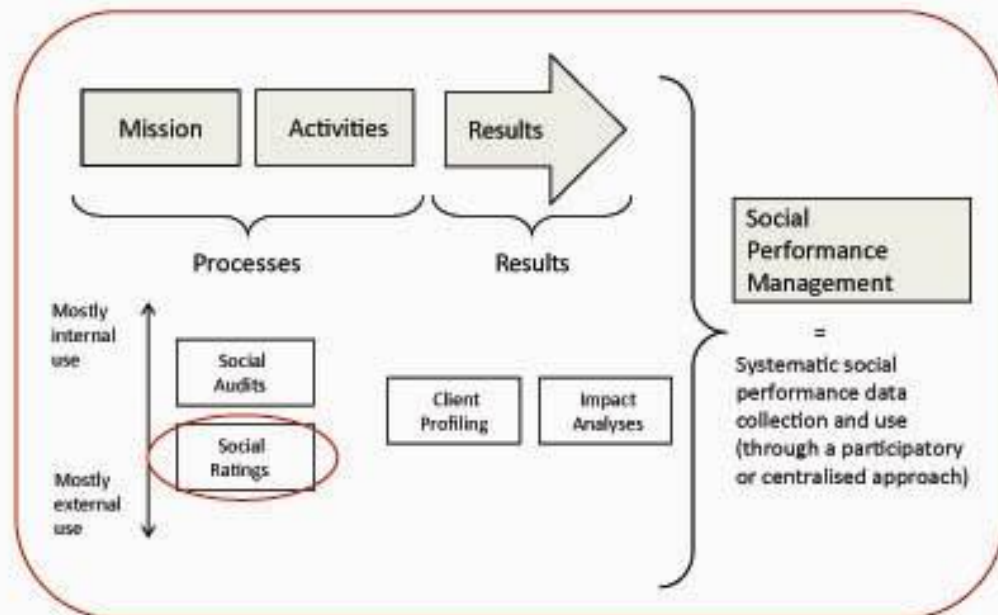 Mission
Activities
Results
Processes
Results
Social
Performance
Management
=
Systematic social
performance data
collection and use
(through a participatory
or centralised approach)
Mostly
internal
use
Social
Audits
Social
Ratings
Client
Profiling
Impact
Analyses
Mostly
external
use